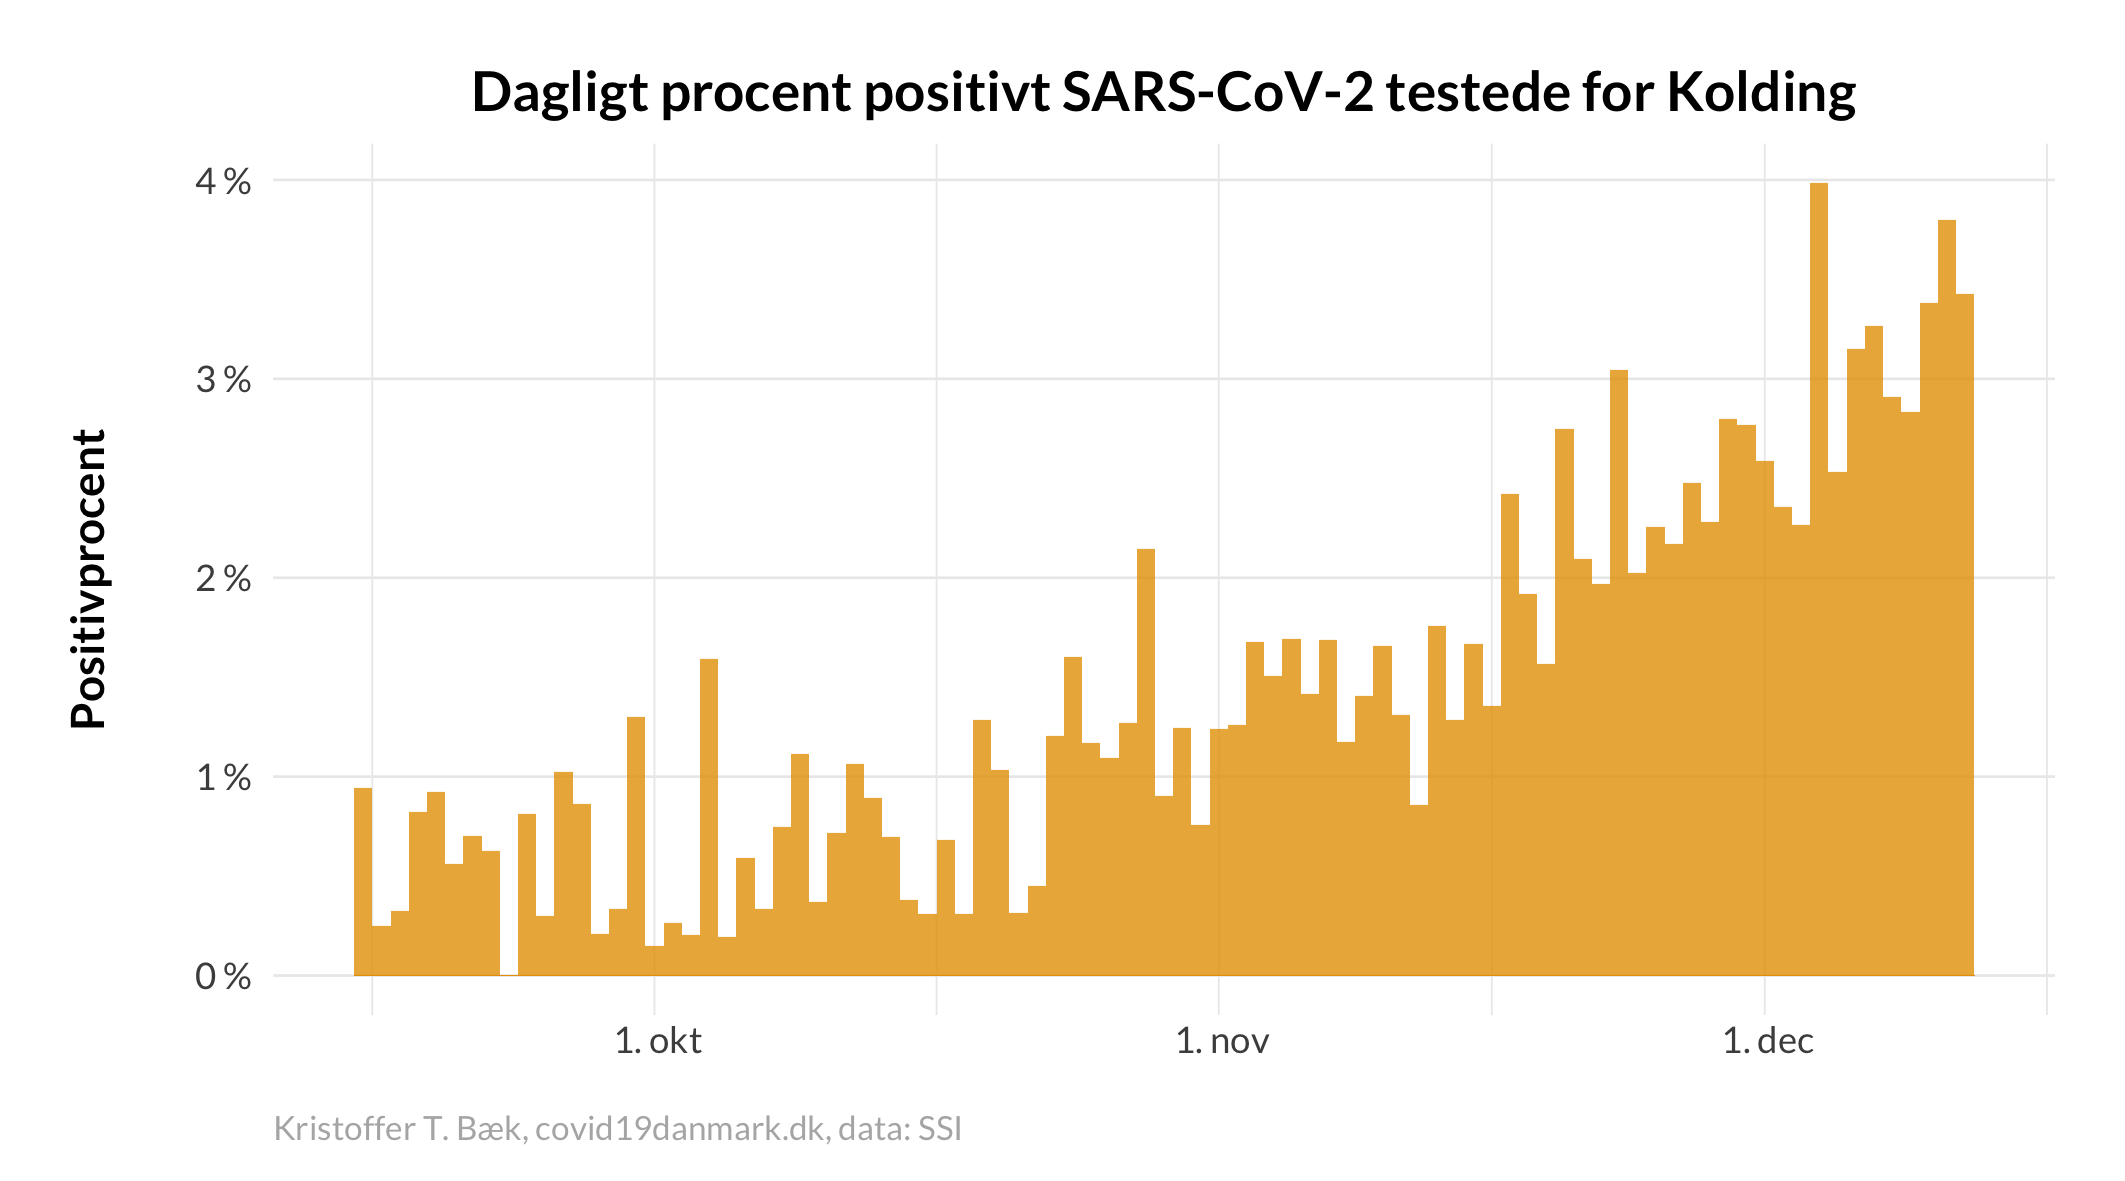 Dagligt procent positivt SARS-CoV-2 testede for Kolding
Positivprocent
4 %
3 %
2 %
1 %
0 %
1. okt
1. nov
1. dec
Kristoffer T. Bæk, covid19danmark.dk, data: SSI